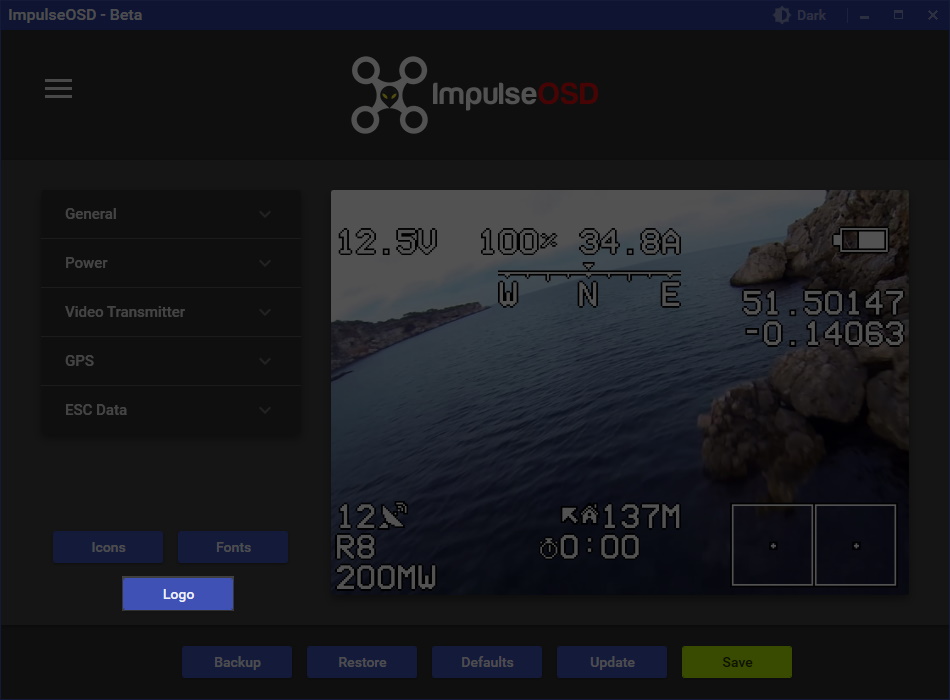 ImpulseOSD - Beta
Dark
ImpulseOSD
General
Power
Video Transmitter
GPS
ESC Data
12.5V 100% 34.8A
W N E
51.50147
-0.14063
12 137M
R8 0:00
200MW
Icons Fonts
Logo
Backup Restore Defaults Update Save